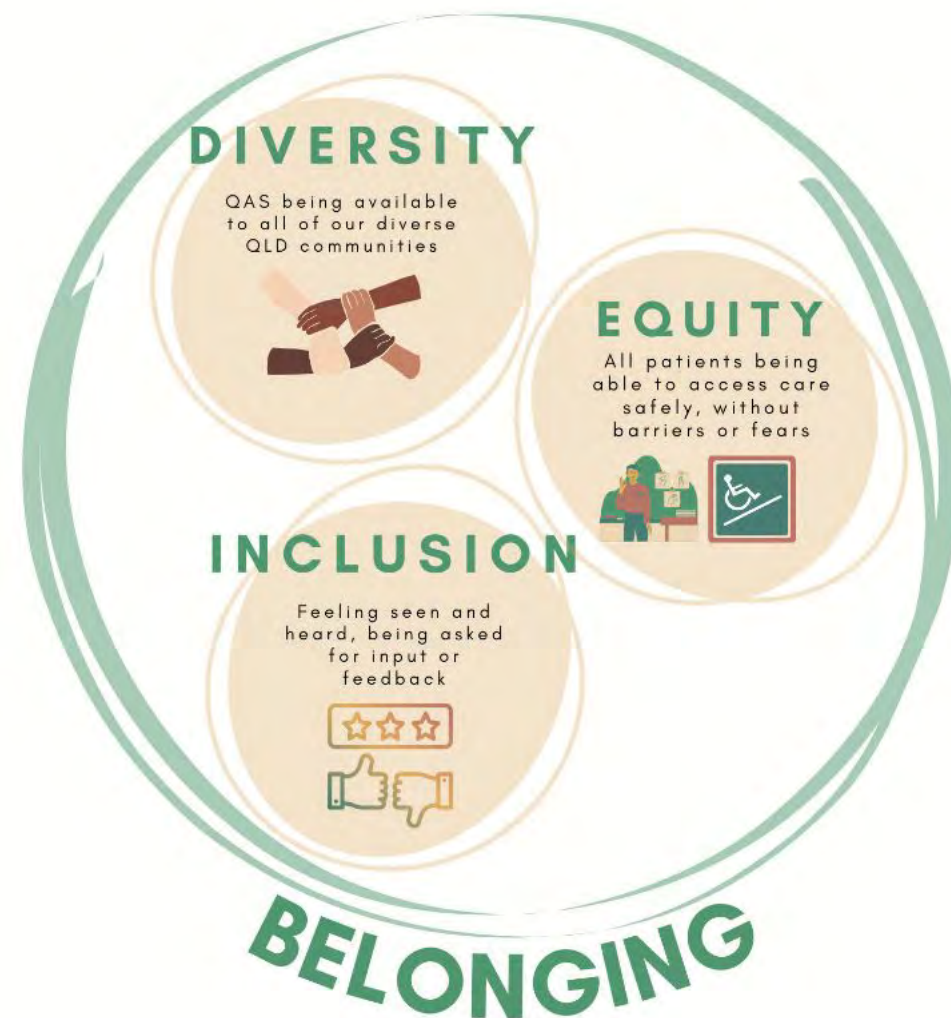 DIVERSITY
QAS being available
to all of our diverse
QLD communities
EQUITY
All patients being
able to access care
safely, without
barriers or fears
INCLUSION
Feeling seen and
heard, being asked
for input or
feedback
BELONGING